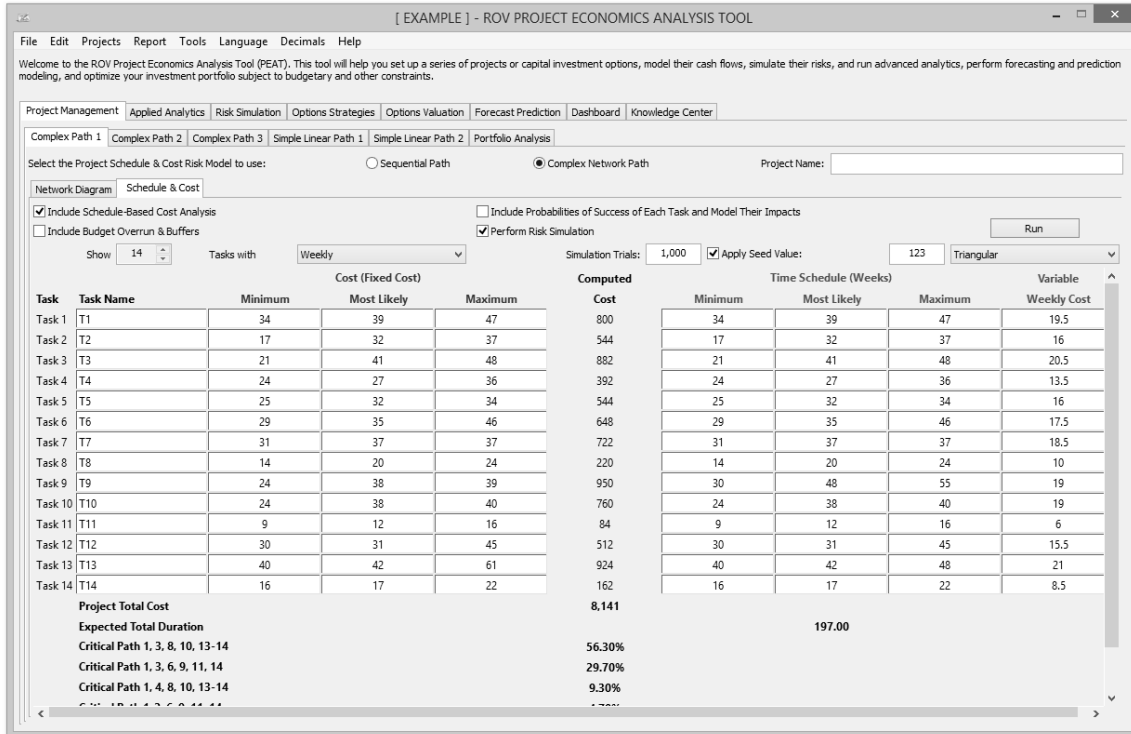 [ EXAMPLE ] - ROV PROJECT ECONOMICS ANALYSIS TOOL
File Edit Projects Report Tools Language Decimals Help
Welcome to the ROV Project Economics Analysis Tool (PEAT). This tool will help you set up a series of projects or capital investment options, model their cash flows, simulate their risks, and run advanced analytics, perform forecasting and prediction
modeling, and optimize your investment portfolio subject to budgetary and other constraints.
Project Management Applied Analytics Risk Simulation Options Strategies Options Valuation Forecast Prediction Dashboard Knowledge Center
Complex Path 1 Complex Path 2 Complex Path 3 Simple Linear Path 1 Simple Linear Path 2 Portfolio Analysis
Select the Project Schedule & Cost Risk Model to use: Sequential Path Complex Network Path Project Name:
Network Diagram Schedule & Cost
Include Schedule-Based Cost Analysis Include Probabilities of Success of Each Task and Model Their Impacts
Include Budget Overrun & Buffers Perform Risk Simulation Run
Show 14 Tasks with Weekly Simulation Trials: 1,000 Apply Seed Value: 123 Triangular
Cost (Fixed Cost) Computed Time Schedule (Weeks) Variable
Task Task Name Minimum Most Likely Maximum Cost Minimum Most Likely Maximum Weekly Cost
Task 1 T1 34 39 47 800 34 39 47 19.5
Task 2 T2 17 32 37 544 17 32 37 16
Task 3 T3 21 41 48 882 21 41 48 20.5
Task 4 T4 24 27 36 392 24 27 36 13.5
Task 5 T5 25 32 34 544 25 32 34 16
Task 6 T6 29 35 46 648 29 35 46 17.5
Task 7 T7 31 37 37 722 31 37 37 18.5
Task 8 T8 14 20 24 220 14 20 24 10
Task 9 T9 24 38 39 950 30 48 55 19
Task 10 T10 24 38 40 760 24 38 40 19
Task 11 T11 9 12 16 84 9 12 16 6
Task 12 T12 30 31 45 512 30 31 45 15.5
Task 13 T13 40 42 61 924 40 42 48 21
Task 14 T14 16 17 22 162 16 17 22 8.5
Project Total Cost 8,141
Expected Total Duration 197.00
Critical Path 1, 3, 8, 10, 13-14 56.30%
Critical Path 1, 3, 6, 9, 11, 14 29.70%
Critical Path 1, 4, 8, 10, 13-14 9.30%